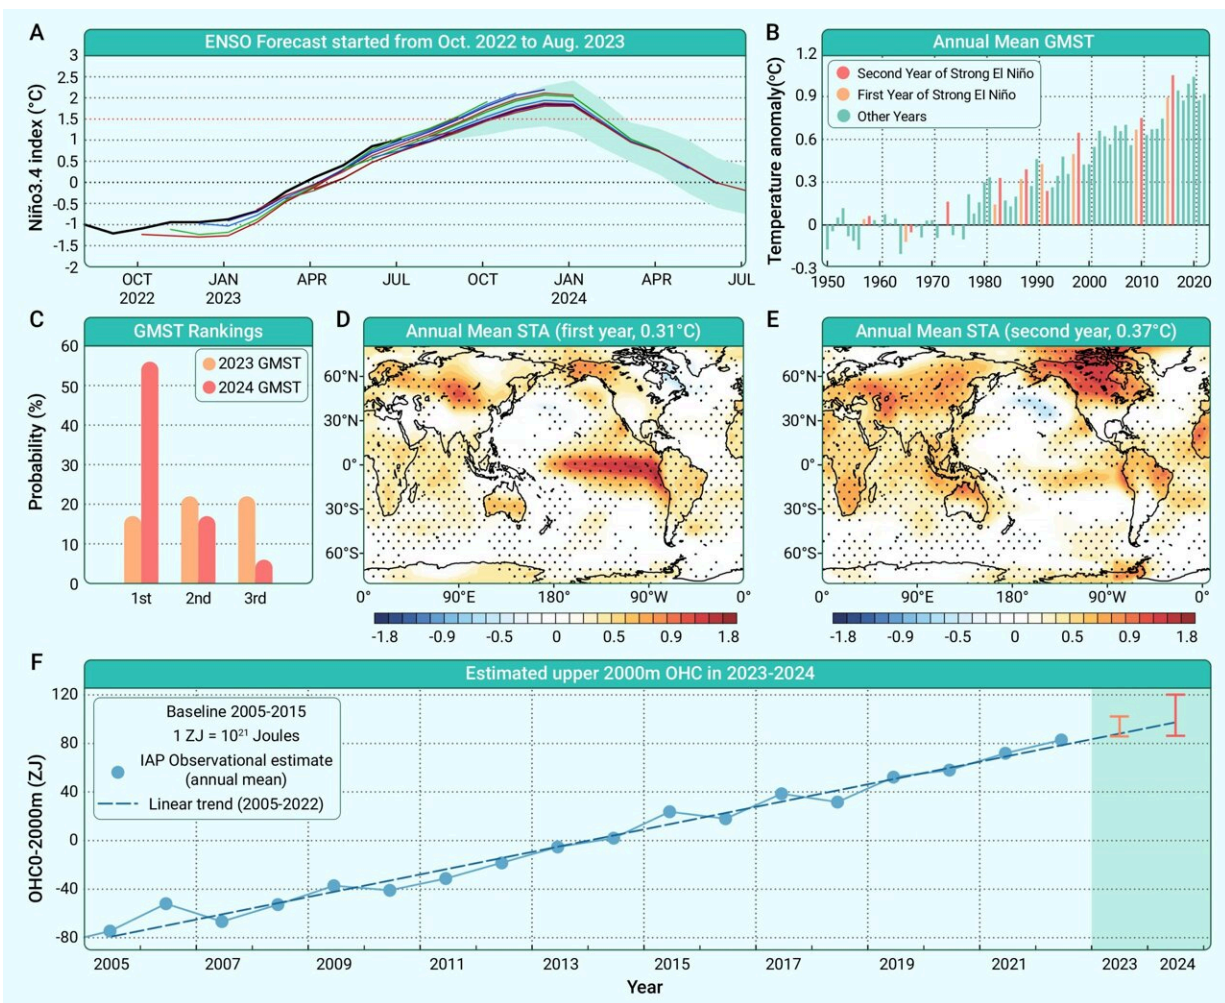 A
ENSO Forecast started from Oct. 2022 to Aug. 2023
Niño3.4 index (°C)
3
2.5
2
1.5
1
0.5
0
-0.5
-1
-1.5
-2
OCT
2022
JAN
2023
APR
JUL
OCT
JAN
2024
APR
JUL
B
Annual Mean GMST
Temperature anomaly(°C)
1.2
0.9
0.6
0.3
0
-0.3
Second Year of Strong El Niño
First Year of Strong El Niño
Other Years
1950 1960 1970 1980 1990 2000 2010 2020
C
GMST Rankings
Probability (%)
60
50
40
30
20
10
0
2023 GMST
2024 GMST
1st 2nd 3rd
D
Annual Mean STA (first year, 0.31°C)
60°N
30°N
0°
30°S
60°S
0° 90°E 180° 90°W 0°
-1.8 -0.9 -0.5 0 0.5 0.9 1.8
E
Annual Mean STA (second year, 0.37°C)
60°N
30°N
0°
30°S
60°S
0° 90°E 180° 90°W 0°
-1.8 -0.9 -0.5 0 0.5 0.9 1.8
F
Estimated upper 2000m OHC in 2023-2024
OHC0-2000m (ZJ)
120
80
40
0
-40
-80
Baseline 2005-2015
1 ZJ = 10²¹ Joules
IAP Observational estimate
(annual mean)
Linear trend (2005-2022)
2005 2007 2009 2011 2013 2015 2017 2019 2021 2023 2024
Year